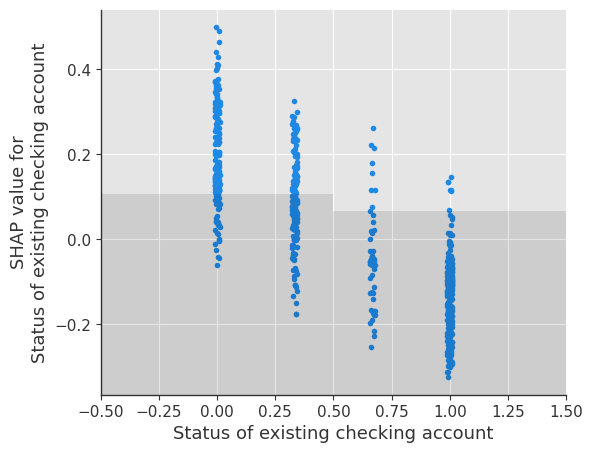 SHAP value for
Status of existing checking account
0.4
0.2
0.0
−0.2
−0.50 −0.25 0.00 0.25 0.50 0.75 1.00 1.25 1.50
Status of existing checking account